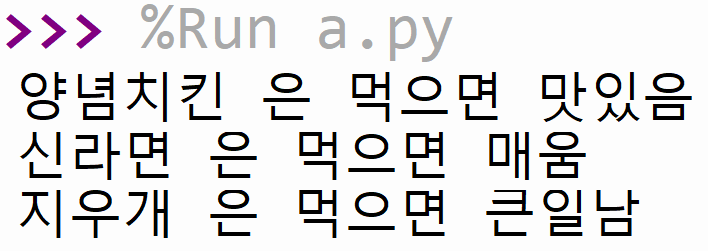 >>> %Run a.py
양념치킨 은 먹으면 맛있음
신라면 은 먹으면 매움
지우개 은 먹으면 큰일남